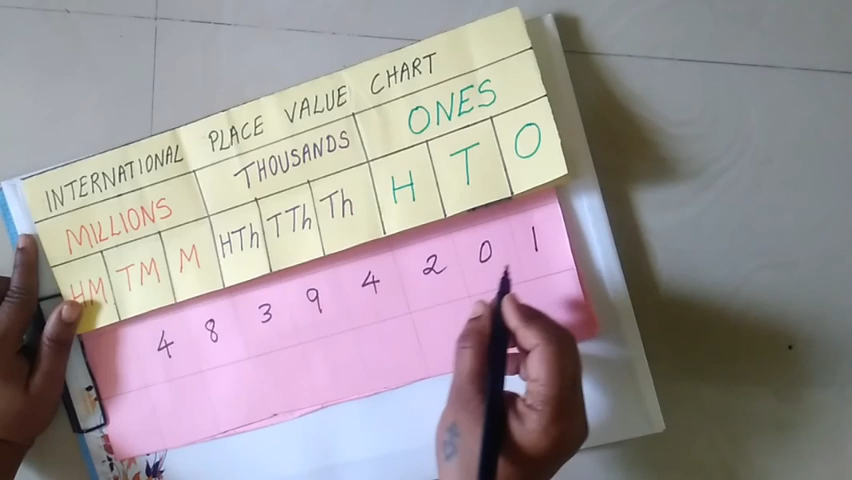 INTERNATIONAL PLACE VALUE CHART
MILLIONS THOUSANDS ONES
HM TM M HTh TTh Th H T O
4 8 3 9 4 2 0 1